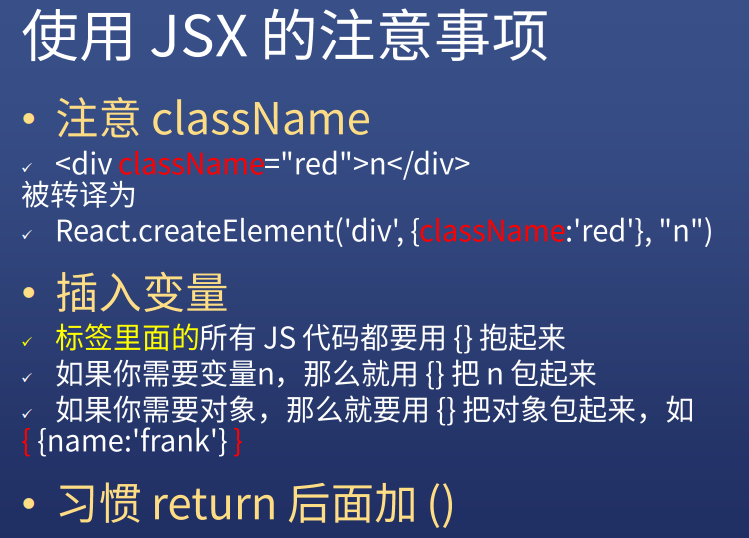 使用 JSX 的注意事项
• 注意 className
✓ <div className="red">n</div>
被转译为
✓ React.createElement('div', {className:'red'}, "n")
• 插入变量
✓ 标签里面的所有 JS 代码都要用 {} 抱起来
✓ 如果你需要变量n，那么就用 {} 把 n 包起来
✓ 如果你需要对象，那么就要用 {} 把对象包起来，如
{ {name:'frank'} }
• 习惯 return 后面加 ()